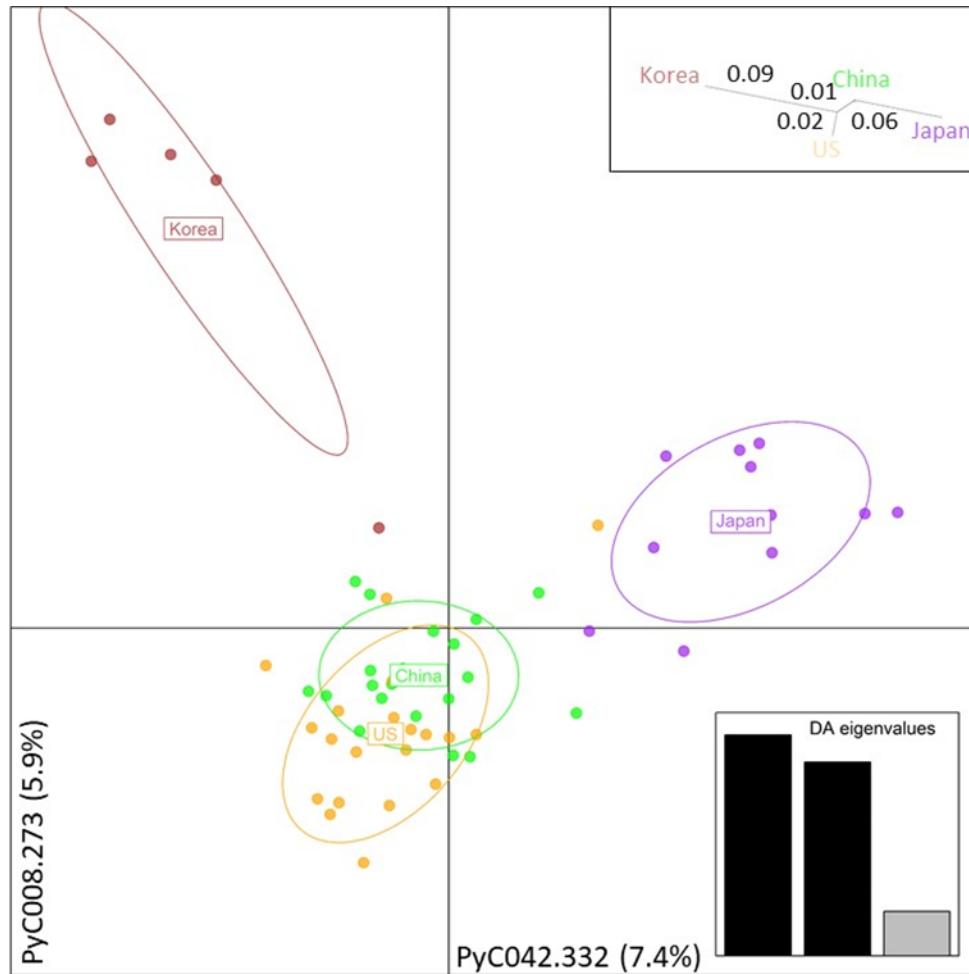 Korea
0.09
China
0.01
0.02
0.06
Japan
US
Korea
Japan
China
US
DA eigenvalues
PyC008.273 (5.9%)
PyC042.332 (7.4%)